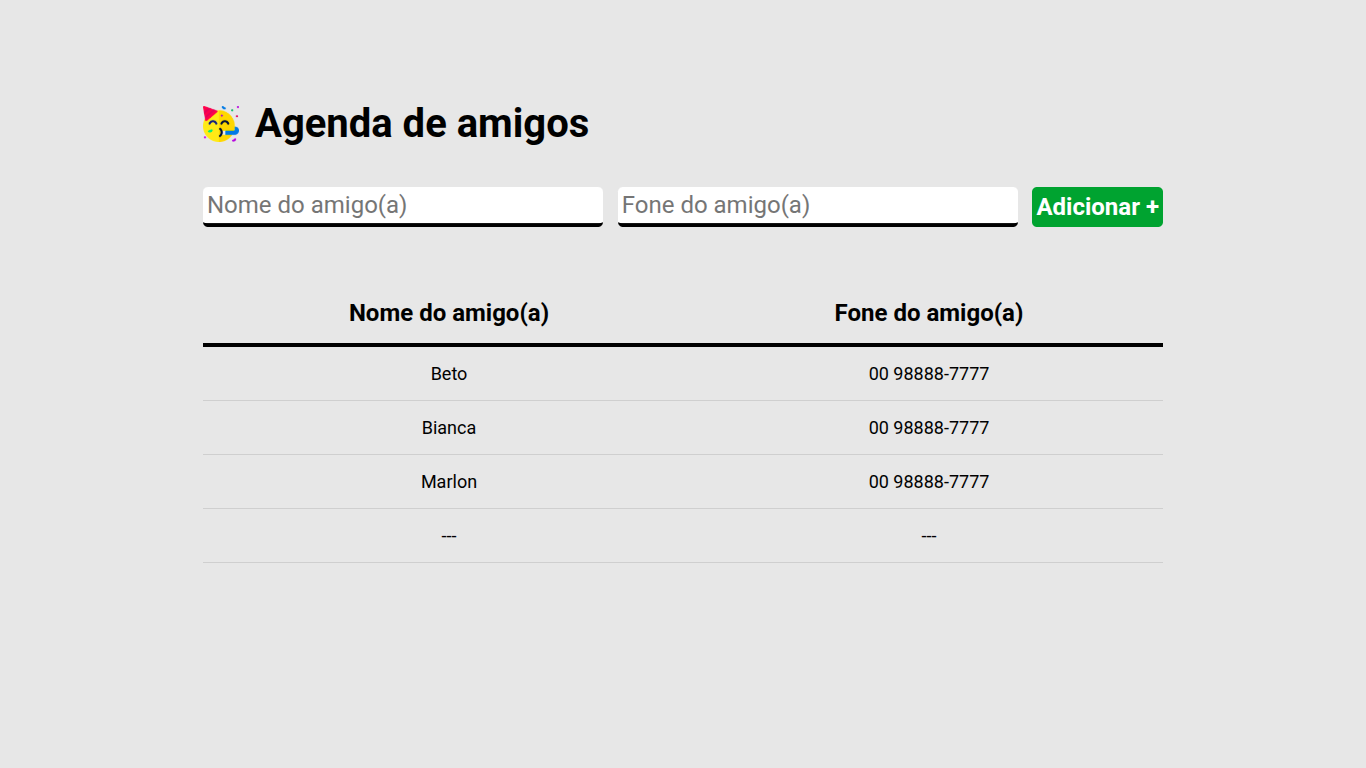 🥳 Agenda de amigos
Nome do amigo(a) Fone do amigo(a) Adicionar +
Nome do amigo(a) Fone do amigo(a)
Beto 00 98888-7777
Bianca 00 98888-7777
Marlon 00 98888-7777
--- ---